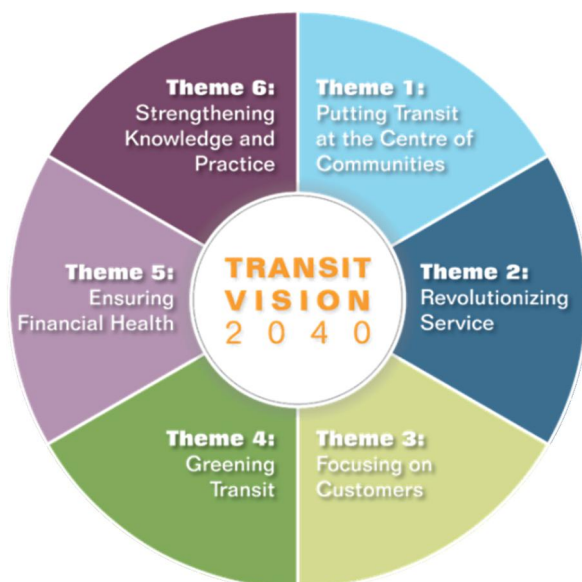 Theme 1:
Putting Transit
at the Centre of
Communities
Theme 2:
Revolutionizing
Service
Theme 3:
Focusing on
Customers
Theme 4:
Greening
Transit
Theme 5:
Ensuring
Financial Health
Theme 6:
Strengthening
Knowledge and
Practice
TRANSIT
VISION
2040